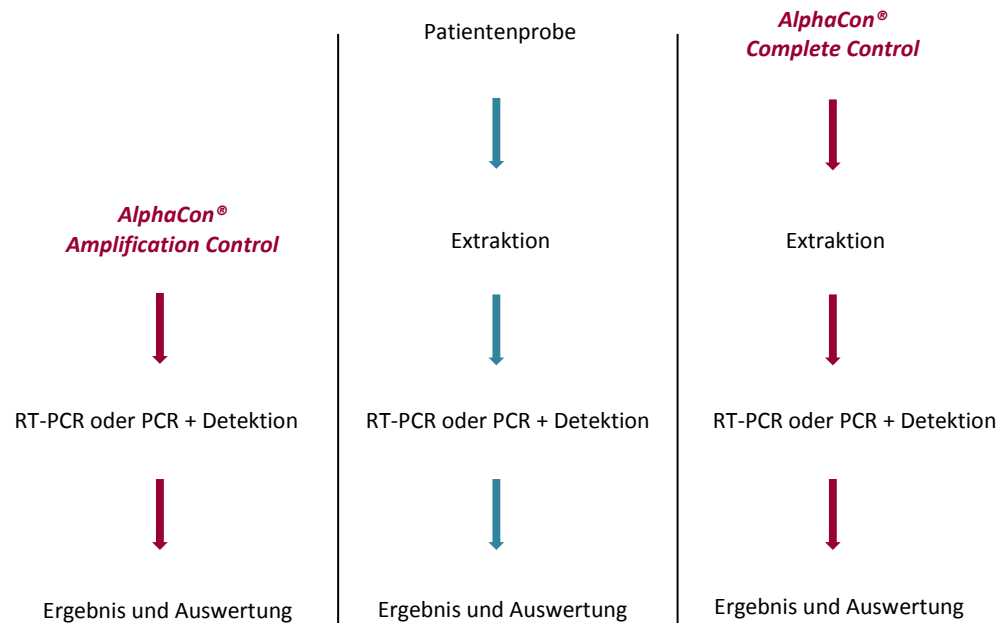 AlphaCon®
Amplification Control
RT-PCR oder PCR + Detektion
Ergebnis und Auswertung
Patientenprobe
Extraktion
RT-PCR oder PCR + Detektion
Ergebnis und Auswertung
AlphaCon®
Complete Control
Extraktion
RT-PCR oder PCR + Detektion
Ergebnis und Auswertung